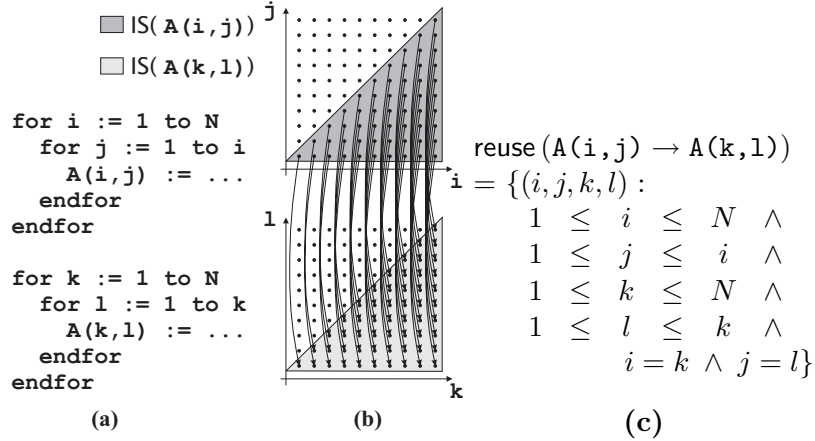 IS( A(i,j))
IS( A(k,l))
for i := 1 to N
for j := 1 to i
A(i,j) := ...
endfor
endfor
for k := 1 to N
for l := 1 to k
A(k,l) := ...
endfor
endfor
(a)
j
i
l
k
(b)
reuse (A(i,j) → A(k,l))
= {(i, j, k, l) :
1 ≤ i ≤ N ∧
1 ≤ j ≤ i ∧
1 ≤ k ≤ N ∧
1 ≤ l ≤ k ∧
i = k ∧ j = l}
(c)